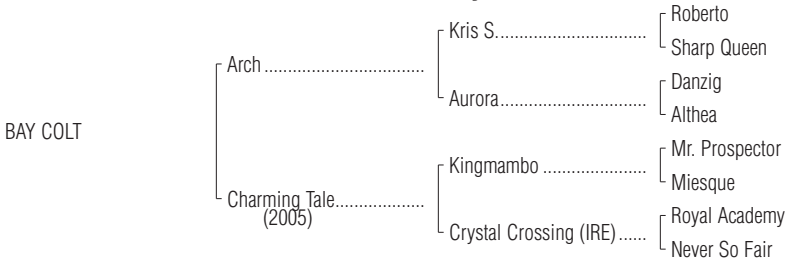 Roberto
Kris S................................
Sharp Queen
Arch ..................................
Danzig
Aurora...............................
Althea
BAY COLT
Mr. Prospector
Kingmambo ......................
Miesque
Charming Tale...................
(2005)
Royal Academy
Crystal Crossing (IRE)......
Never So Fair